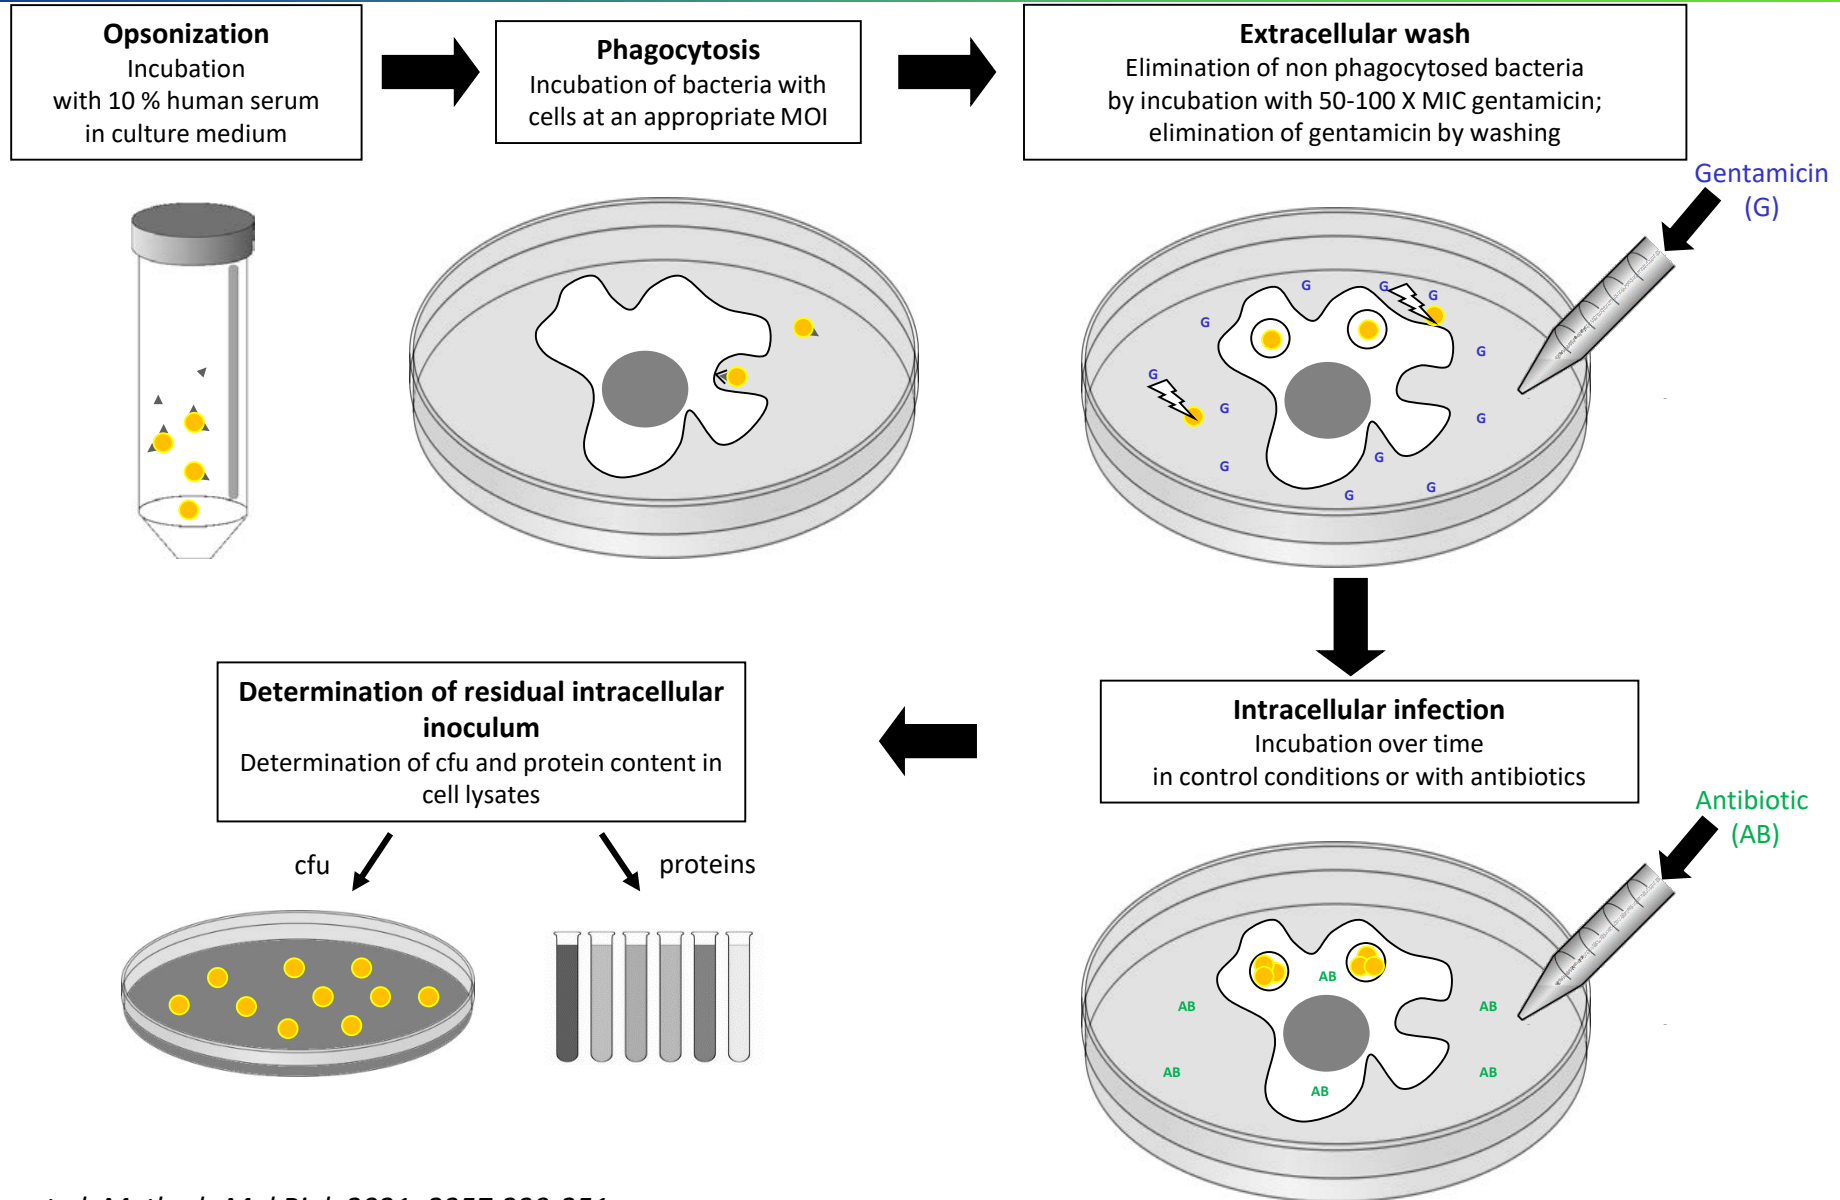 Opsonization
Incubation
with 10 % human serum
in culture medium
Phagocytosis
Incubation of bacteria with
cells at an appropriate MOI
Extracellular wash
Elimination of non phagocytosed bacteria
by incubation with 50-100 X MIC gentamicin;
elimination of gentamicin by washing
Gentamicin
(G)
G
G
G
G
G
G
G
G
G
G
G
G
Intracellular infection
Incubation over time
in control conditions or with antibiotics
Antibiotic
(AB)
AB
AB
AB
AB
AB
AB
Determination of residual intracellular
inoculum
Determination of cfu and protein content in
cell lysates
cfu
proteins